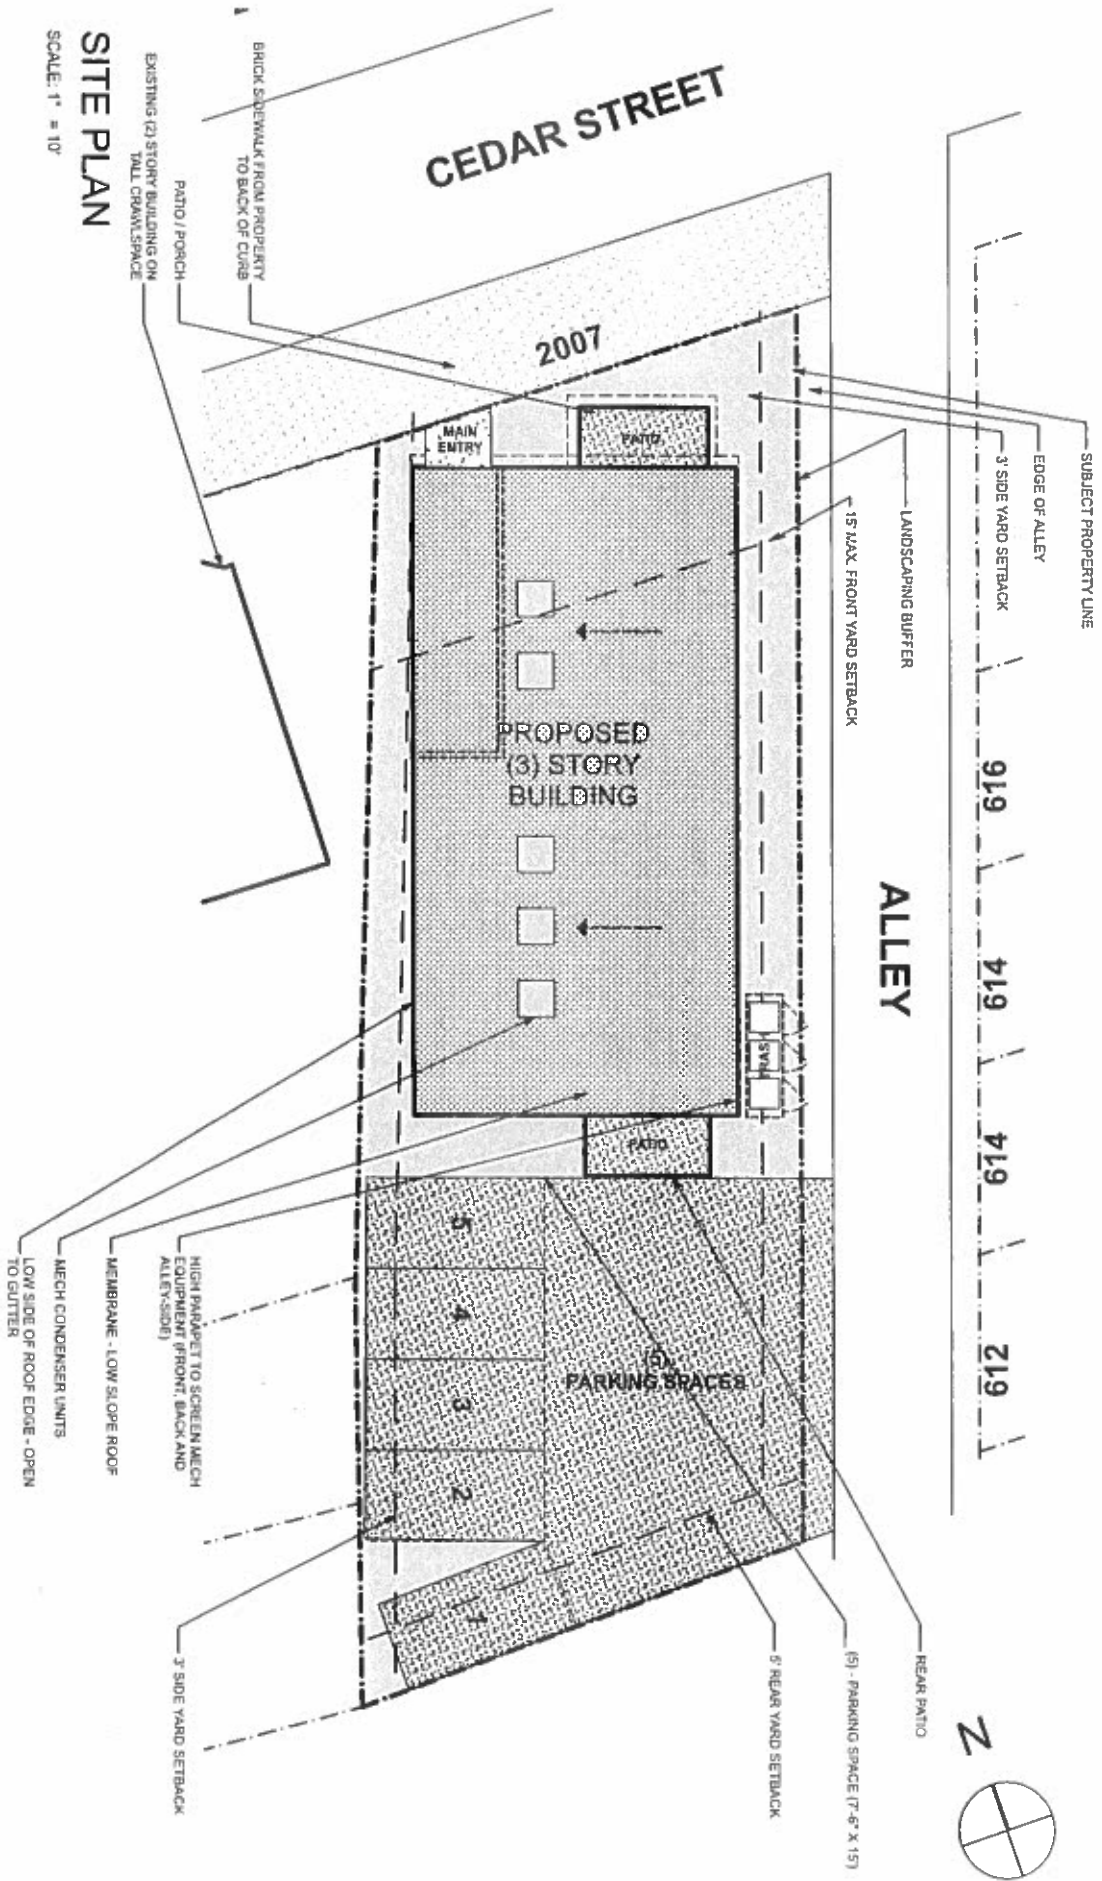 SITE PLAN
SCALE: 1" = 10'
CEDAR STREET
2007
ALLEY
BRICK SIDEWALK FROM PROPERTY
TO BACK OF CURB
PATIO / PORCH
EXISTING (2) STORY BUILDING ON
TALL CRAWLSPACE
SUBJECT PROPERTY LINE
EDGE OF ALLEY
3' SIDE YARD SETBACK
LANDSCAPING BUFFER
15' MAX. FRONT YARD SETBACK
MAIN
ENTRY
PATIO
PROPOSED
(3) STORY
BUILDING
616
614
614
612
PATIO
5
4
3
2
1
(5)
PARKING SPACES
HIGH PARAPET TO SCREEN MECH
EQUIPMENT (FRONT, BACK AND
ALLEY-SIDE)
MEMBRANE - LOW SLOPE ROOF
MECH CONDENSER UNITS
LOW SIDE OF ROOF EDGE - OPEN
TO GUTTER
REAR PATIO
(5) - PARKING SPACE (7'-6" X 15')
5' REAR YARD SETBACK
3' SIDE YARD SETBACK
N